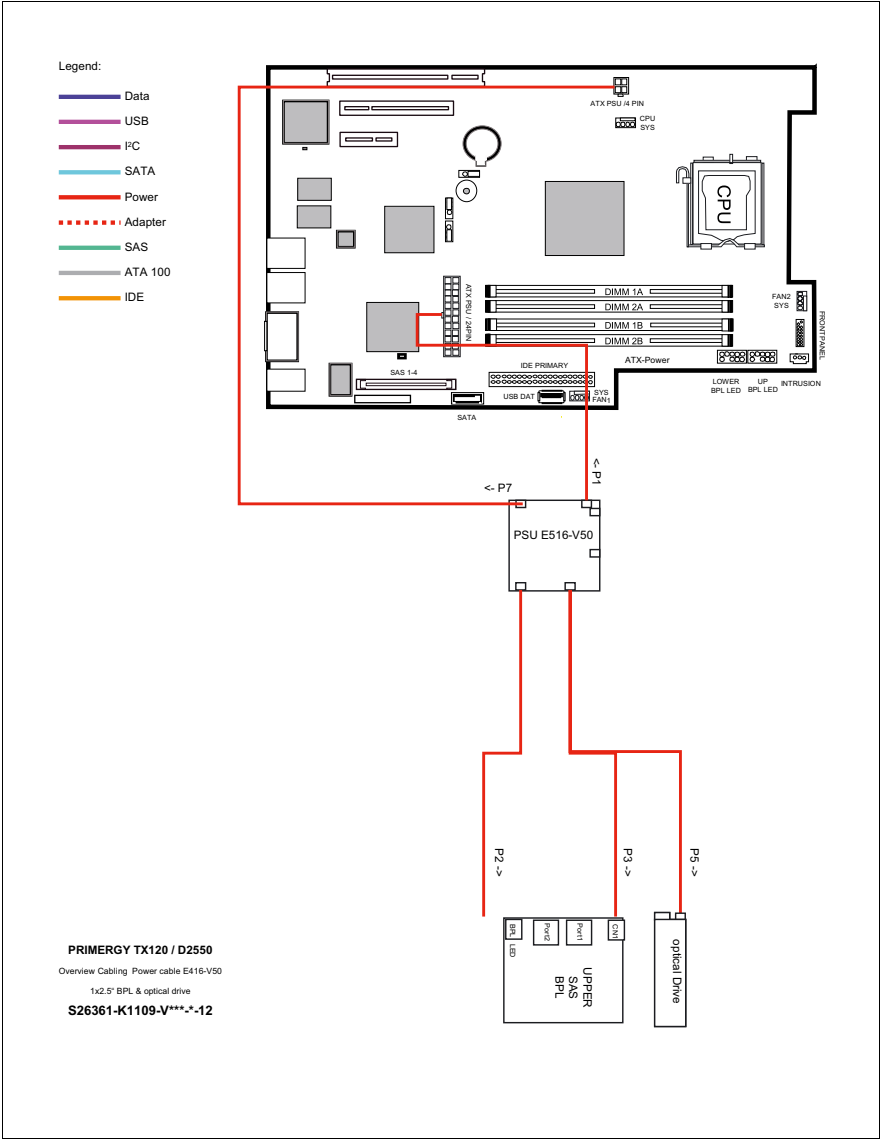 Legend:
Data
USB
I²C
SATA
Power
Adapter
SAS
ATA 100
IDE
ATX PSU /4 PIN
CPU
SYS
CPU
ATX PSU / 24PIN
DIMM 1A
DIMM 2A
DIMM 1B
DIMM 2B
FAN2
SYS
FRONTPANEL
ATX-Power
IDE PRIMARY
SAS 1-4
USB DAT
SYS
FAN1
SATA
LOWER
BPL LED
UP
BPL LED
INTRUSION
<- P1
<- P7
PSU E516-V50
P2 ->
P3 ->
P5 ->
BPL
LED
Port2
Port1
CN1
UPPER
SAS
BPL
optical Drive
PRIMERGY TX120 / D2550
Overview Cabling Power cable E416-V50
1x2.5" BPL & optical drive
S26361-K1109-V***-*-12